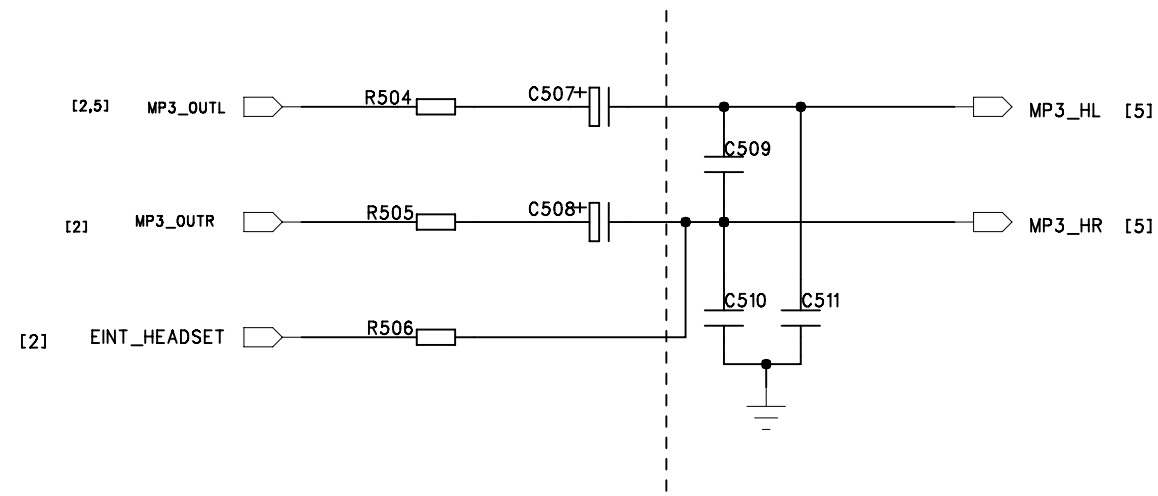 [2,5] MP3_OUTL R504 C507+ MP3_HL [5]
C509
[2] MP3_OUTR R505 C508+ MP3_HR [5]
C510 C511
[2] EINT_HEADSET R506